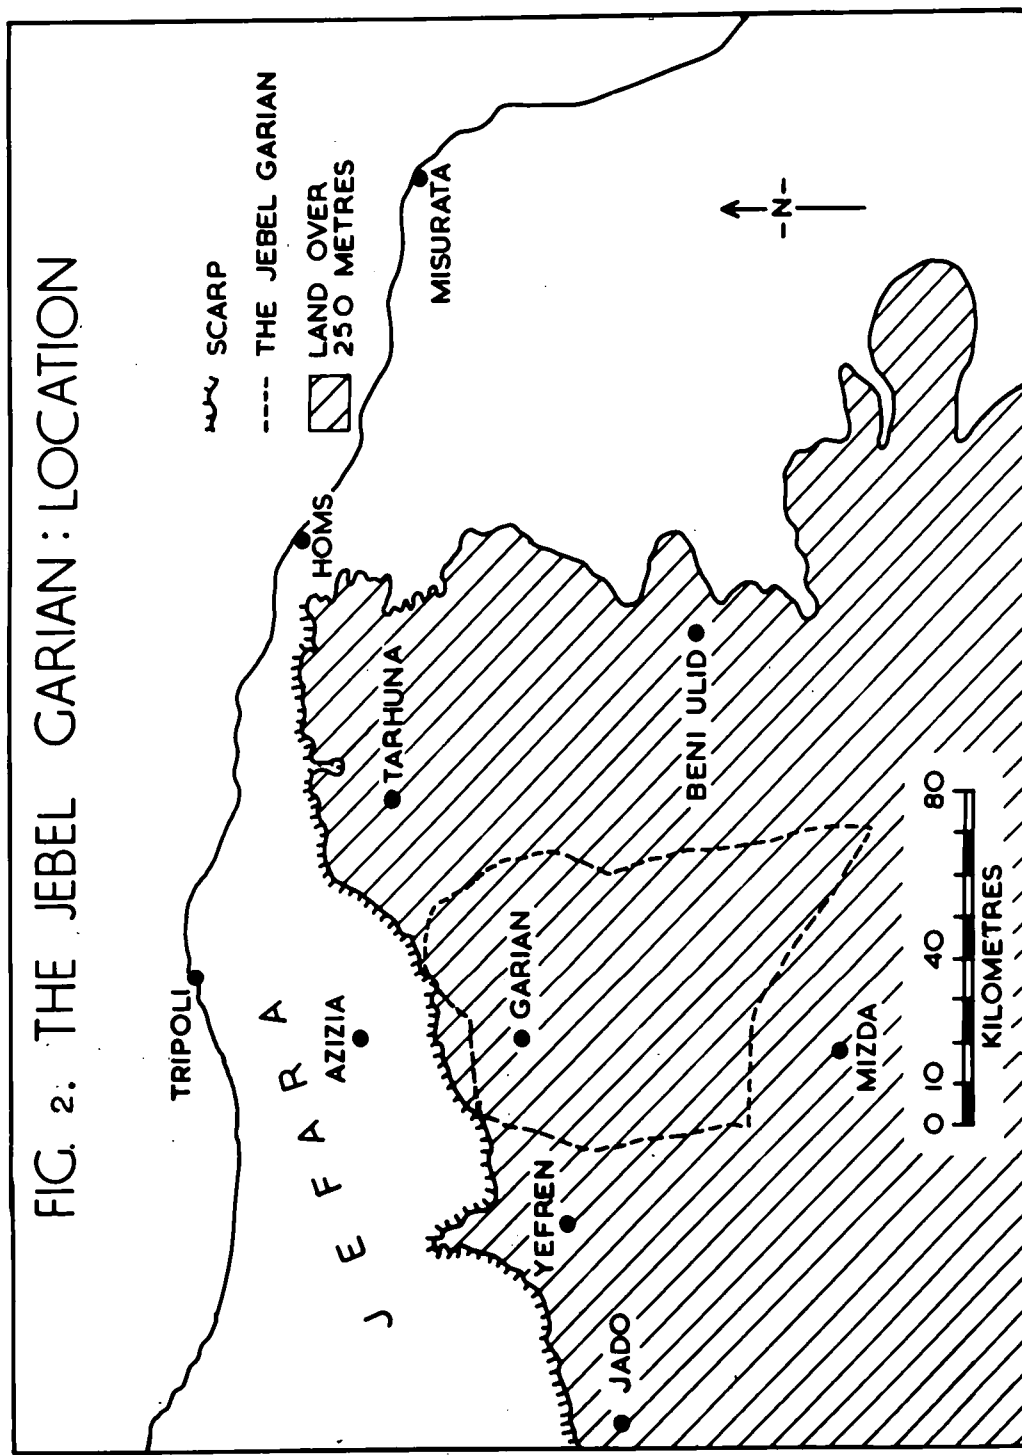 FIG. 2. THE JEBEL GARIAN : LOCATION
SCARP
THE JEBEL GARIAN
LAND OVER
250 METRES
TRIPOLI
HOMS
MISURATA
JEFARA
AZIZIA
TARHUNA
GARIAN
YEFREN
JADO
BENI ULID
MIZDA
-N-
0 10 40 80
KILOMETRES